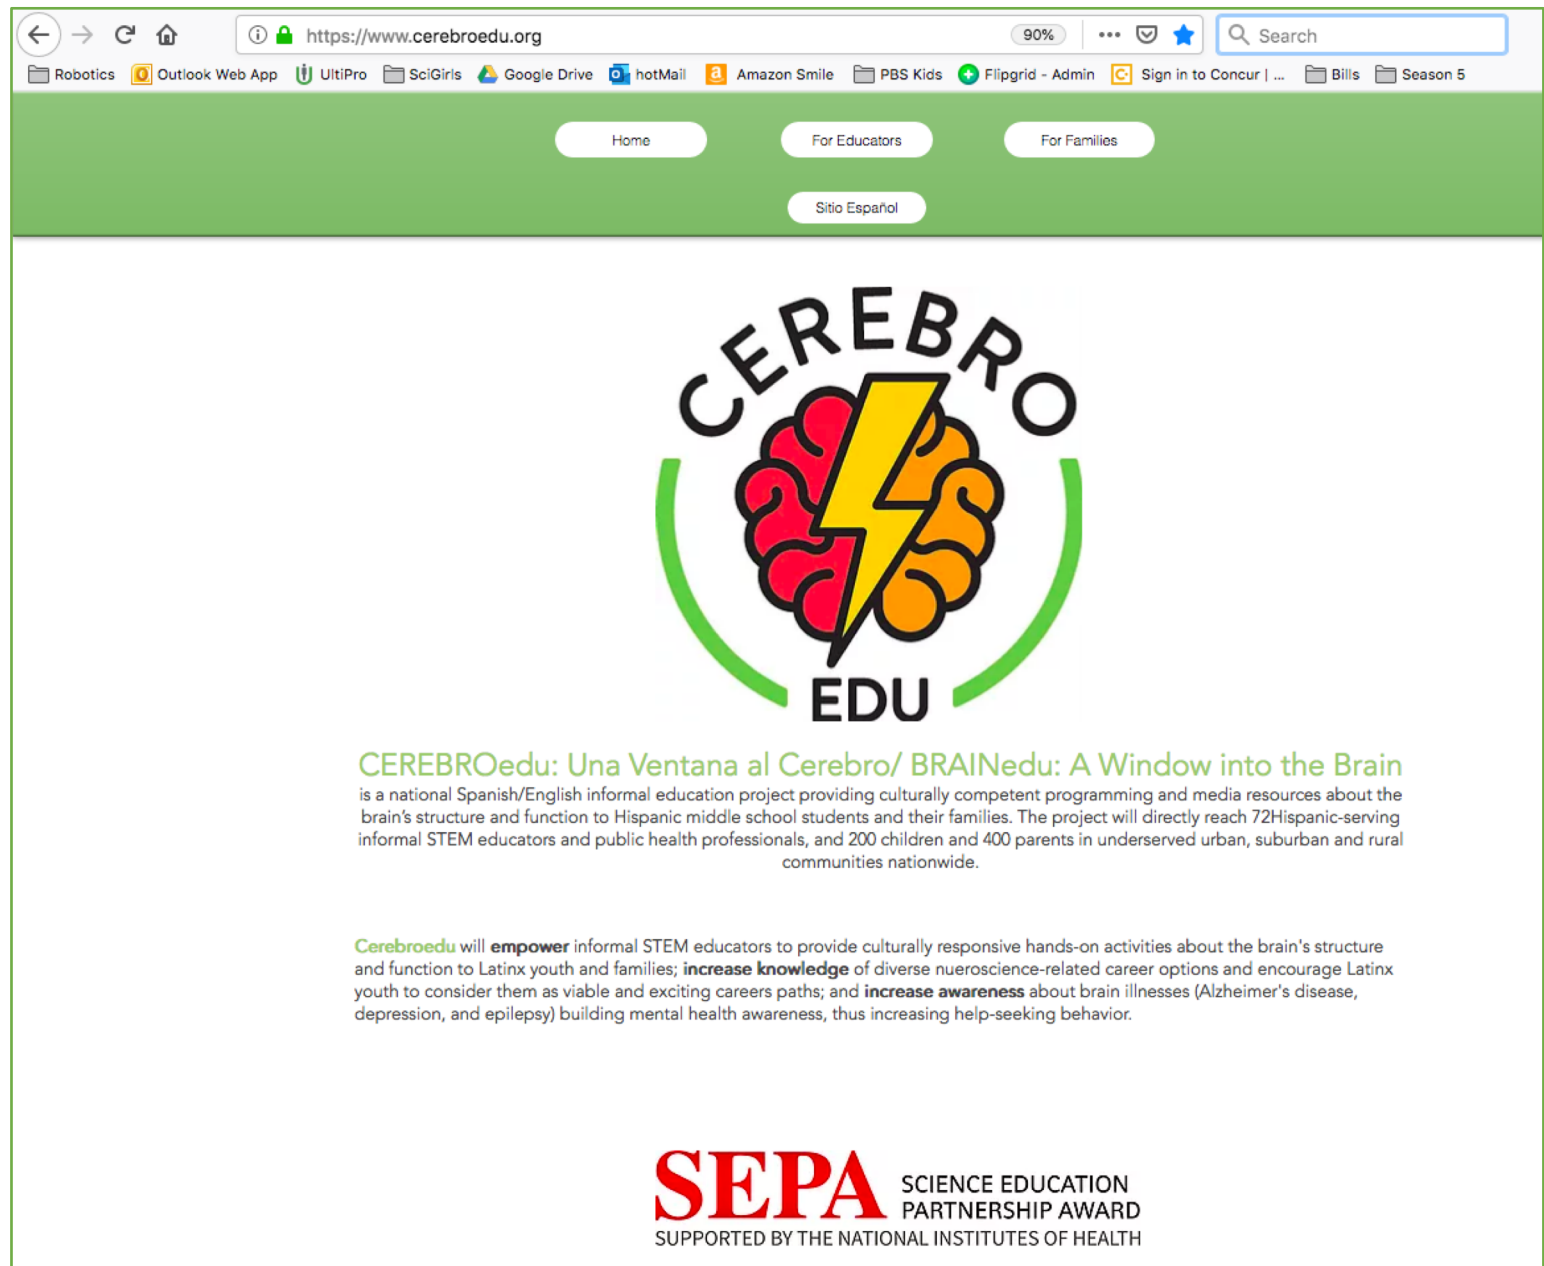 https://www.cerebroedu.org 90% Search
Robotics Outlook Web App UltiPro SciGirls Google Drive hotMail Amazon Smile PBS Kids Flipgrid - Admin Sign in to Concur | ... Bills Season 5
Home For Educators For Families
Sitio Español
CEREBRO
EDU
CEREBROedu: Una Ventana al Cerebro/ BRAINedu: A Window into the Brain
is a national Spanish/English informal education project providing culturally competent programming and media resources about the
brain's structure and function to Hispanic middle school students and their families. The project will directly reach 72Hispanic-serving
informal STEM educators and public health professionals, and 200 children and 400 parents in underserved urban, suburban and rural
communities nationwide.
Cerebroedu will empower informal STEM educators to provide culturally responsive hands-on activities about the brain's structure
and function to Latinx youth and families; increase knowledge of diverse nueroscience-related career options and encourage Latinx
youth to consider them as viable and exciting careers paths; and increase awareness about brain illnesses (Alzheimer's disease,
depression, and epilepsy) building mental health awareness, thus increasing help-seeking behavior.
SEPA SCIENCE EDUCATION
PARTNERSHIP AWARD
SUPPORTED BY THE NATIONAL INSTITUTES OF HEALTH